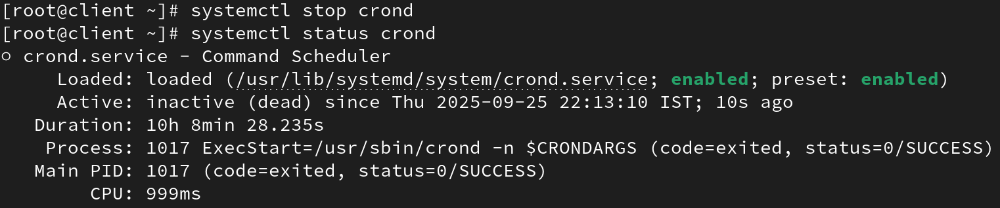 [root@client ~]# systemctl stop crond
[root@client ~]# systemctl status crond
○ crond.service - Command Scheduler
     Loaded: loaded (/usr/lib/systemd/system/crond.service; enabled; preset: enabled)
     Active: inactive (dead) since Thu 2025-09-25 22:13:10 IST; 10s ago
   Duration: 10h 8min 28.235s
    Process: 1017 ExecStart=/usr/sbin/crond -n $CRONDARGS (code=exited, status=0/SUCCESS)
   Main PID: 1017 (code=exited, status=0/SUCCESS)
        CPU: 999ms